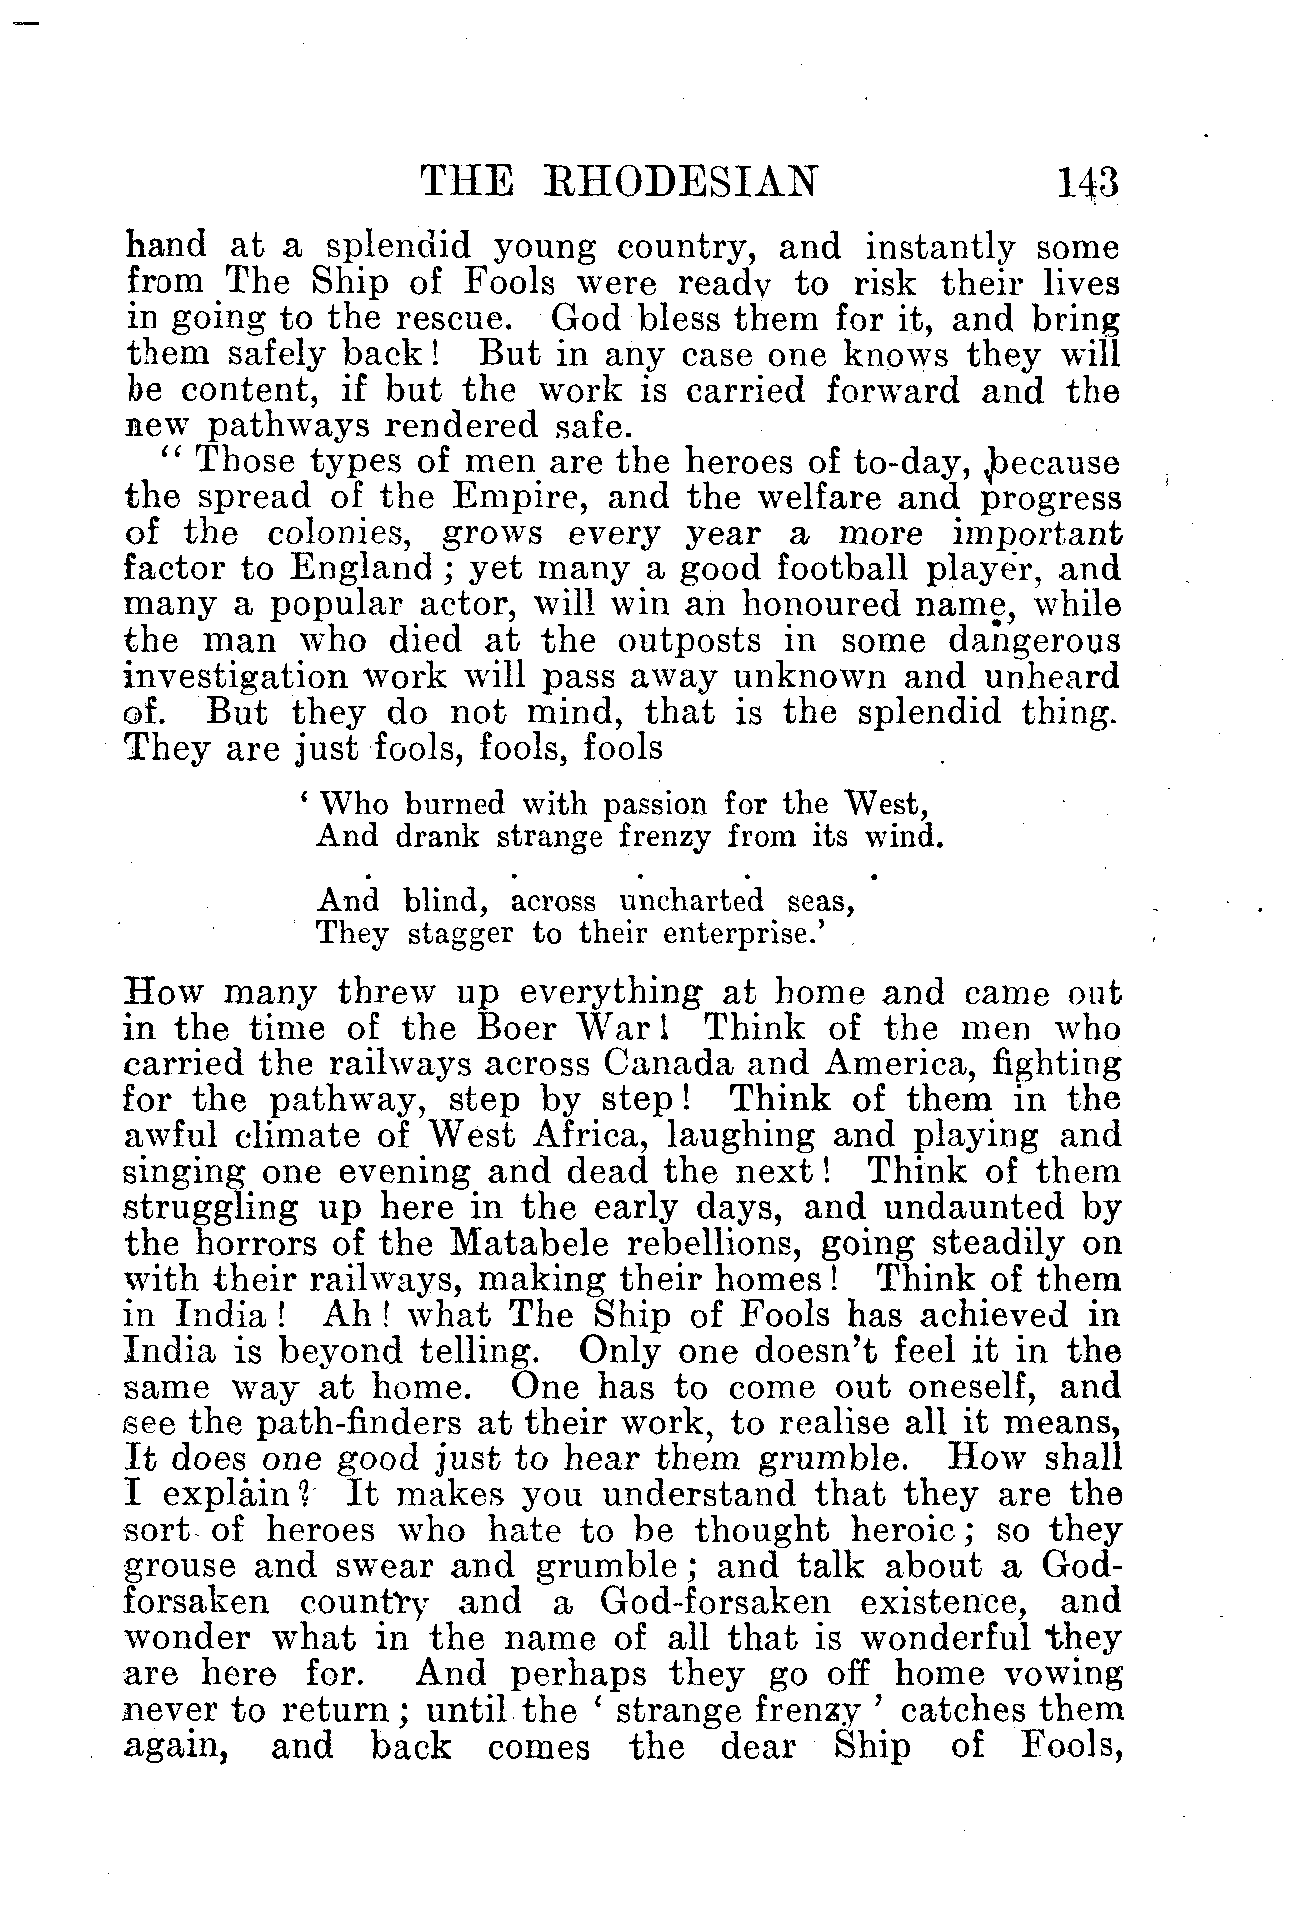 THE RHODESIAN 143
hand at a splendid young country, and instantly some
from The Ship of Fools were ready to risk their lives
in going to the rescue. God bless them for it, and bring
them safely back! But in any case one knows they will
be content, if but the work is carried forward and the
new pathways rendered safe.
“ Those types of men are the heroes of to-day, because
the spread of the Empire, and the welfare and progress
of the colonies, grows every year a more important
factor to England ; yet many a good football player, and
many a popular actor, will win an honoured name, while
the man who died at the outposts in some dangerous
investigation work will pass away unknown and unheard
of. But they do not mind, that is the splendid thing.
They are just fools, fools, fools
‘ Who burned with passion for the West,
And drank strange frenzy from its wind.
. . . . .
And blind, across uncharted seas,
They stagger to their enterprise.’
How many threw up everything at home and came out
in the time of the Boer War! Think of the men who
carried the railways across Canada and America, fighting
for the pathway, step by step! Think of them in the
awful climate of West Africa, laughing and playing and
singing one evening and dead the next! Think of them
struggling up here in the early days, and undaunted by
the horrors of the Matabele rebellions, going steadily on
with their railways, making their homes! Think of them
in India! Ah! what The Ship of Fools has achieved in
India is beyond telling. Only one doesn’t feel it in the
same way at home. One has to come out oneself, and
see the path-finders at their work, to realise all it means,
It does one good just to hear them grumble. How shall
I explain? It makes you understand that they are the
sort of heroes who hate to be thought heroic; so they
grouse and swear and grumble; and talk about a God-
forsaken country and a God-forsaken existence, and
wonder what in the name of all that is wonderful they
are here for. And perhaps they go off home vowing
never to return; until the ‘ strange frenzy ’ catches them
again, and back comes the dear Ship of Fools,